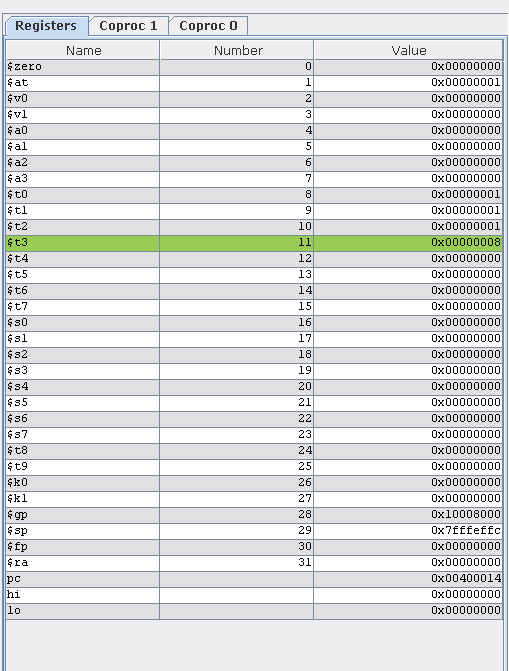 Registers Coproc 1 Coproc 0
Name Number Value
$zero 0 0x00000000
$at 1 0x00000001
$v0 2 0x00000000
$v1 3 0x00000000
$a0 4 0x00000000
$a1 5 0x00000000
$a2 6 0x00000000
$a3 7 0x00000000
$t0 8 0x00000001
$t1 9 0x00000001
$t2 10 0x00000001
$t3 11 0x00000008
$t4 12 0x00000000
$t5 13 0x00000000
$t6 14 0x00000000
$t7 15 0x00000000
$s0 16 0x00000000
$s1 17 0x00000000
$s2 18 0x00000000
$s3 19 0x00000000
$s4 20 0x00000000
$s5 21 0x00000000
$s6 22 0x00000000
$s7 23 0x00000000
$t8 24 0x00000000
$t9 25 0x00000000
$k0 26 0x00000000
$k1 27 0x00000000
$gp 28 0x10008000
$sp 29 0x7fffeffc
$fp 30 0x00000000
$ra 31 0x00000000
pc 0x00400014
hi 0x00000000
lo 0x00000000